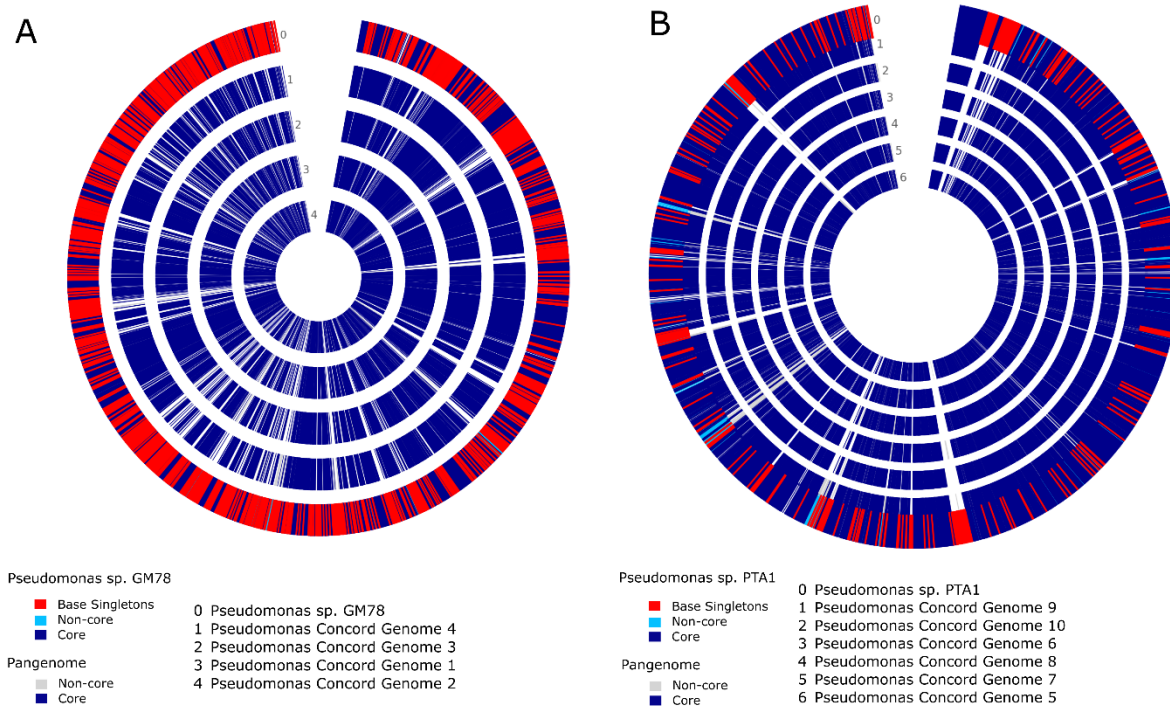 A
0
1
2
3
4
Pseudomonas sp. GM78
Base Singletons
Non-core
Core
Pangenome
Non-core
Core
0 Pseudomonas sp. GM78
1 Pseudomonas Concord Genome 4
2 Pseudomonas Concord Genome 3
3 Pseudomonas Concord Genome 1
4 Pseudomonas Concord Genome 2
B
0
1
2
3
4
5
6
Pseudomonas sp. PTA1
Base Singletons
Non-core
Core
Pangenome
Non-core
Core
0 Pseudomonas sp. PTA1
1 Pseudomonas Concord Genome 9
2 Pseudomonas Concord Genome 10
3 Pseudomonas Concord Genome 6
4 Pseudomonas Concord Genome 8
5 Pseudomonas Concord Genome 7
6 Pseudomonas Concord Genome 5